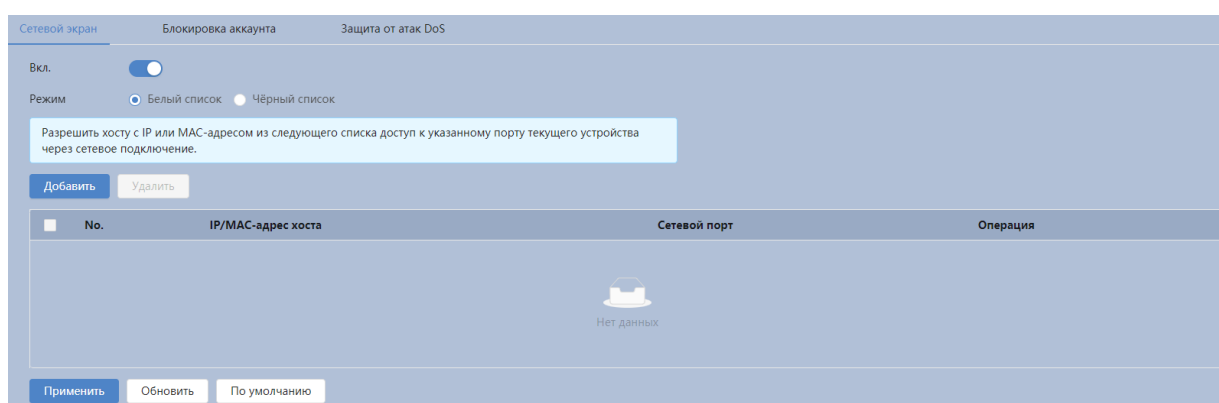 Сетевой экран Блокировка аккаунта Защита от атак DoS
Вкл.
Режим Белый список Чёрный список
Разрешить хосту с IP или MAC-адресом из следующего списка доступ к указанному порту текущего устройства
через сетевое подключение.
Добавить Удалить
No. IP/MAC-адрес хоста Сетевой порт Операция
Нет данных
Применить Обновить По умолчанию